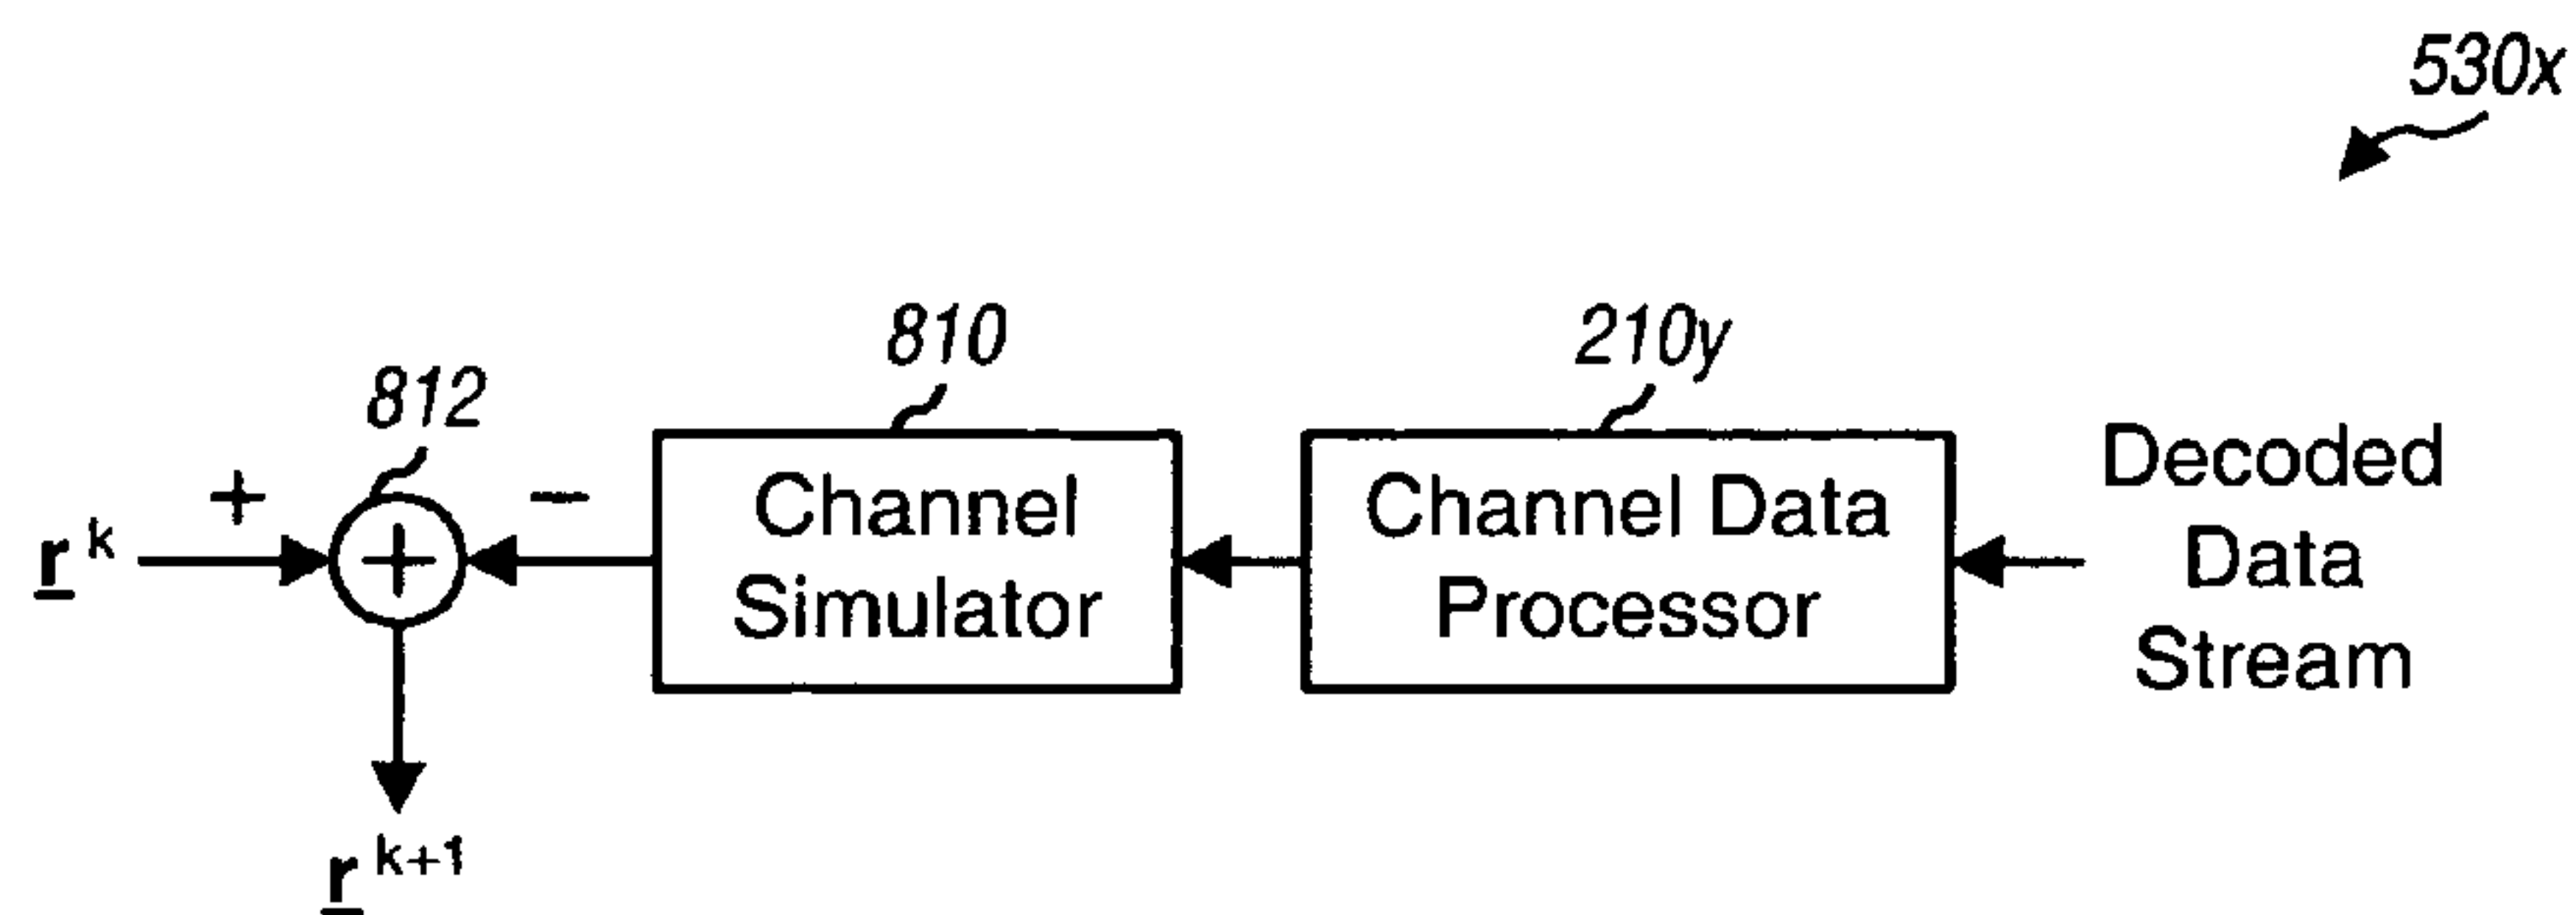 530x
810
210y
812
+
−
Channel
Simulator
Channel Data
Processor
Decoded
Data
Stream
r k
+
r k+1